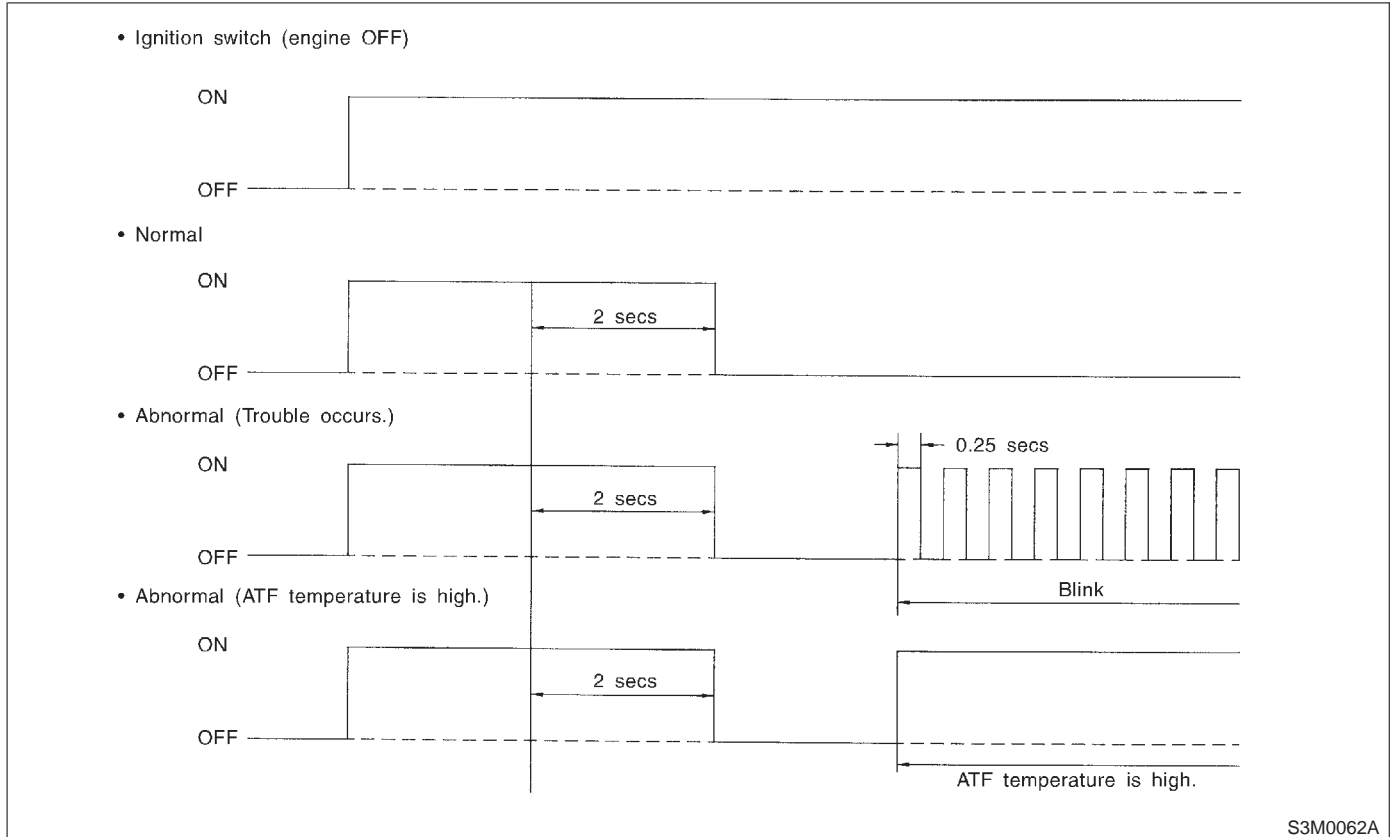 • Ignition switch (engine OFF)
ON
OFF
• Normal
ON
2 secs
OFF
• Abnormal (Trouble occurs.)
0.25 secs
ON
2 secs
OFF
Blink
• Abnormal (ATF temperature is high.)
ON
2 secs
OFF
ATF temperature is high.
S3M0062A